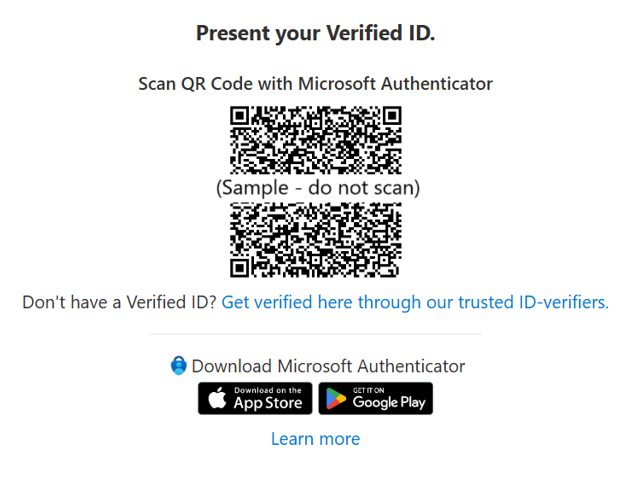 Present your Verified ID.
Scan QR Code with Microsoft Authenticator
(Sample - do not scan)
Don't have a Verified ID? Get verified here through our trusted ID-verifiers.
Download Microsoft Authenticator
Download on the
App Store
GET IT ON
Google Play
Learn more